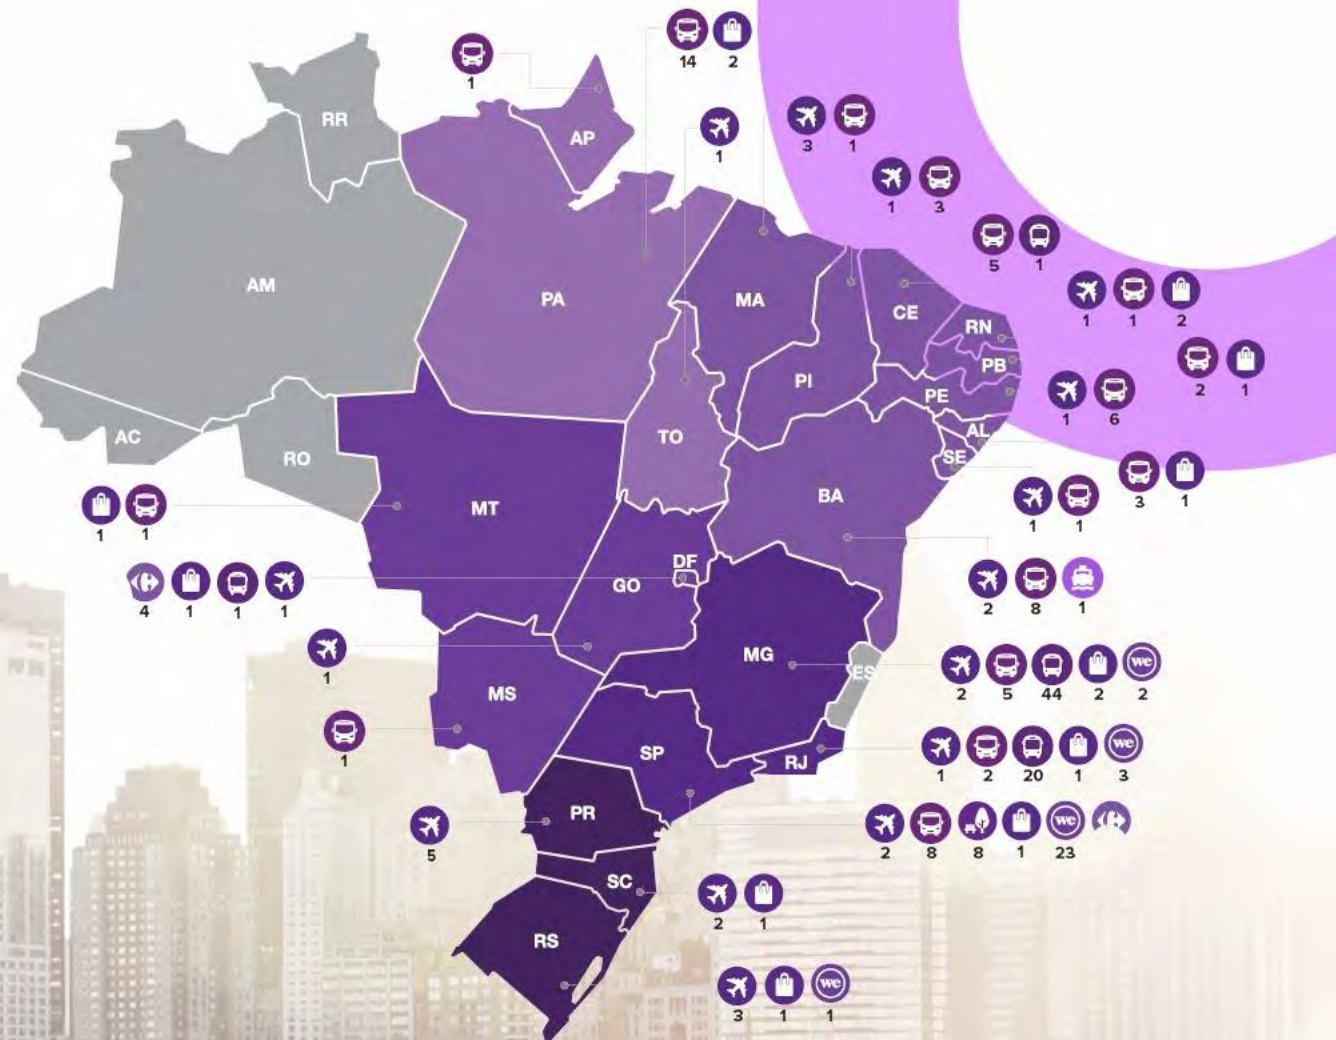 14 2
1
RR
AP
1
3 1
1 3
5 1
AM
PA
MA
CE
RN
1 1 2
PB
PI
PE
2 1
1 6
AC
RO
TO
AL
SE
BA
3 1
1 1
MT
1 1
DF
GO
4 1 1 1
2 8 1
1
MG
ES
we
2 5 44 2 2
MS
1
SP
RJ
we
1 2 20 1 3
PR
5
we
2 8 8 1 23
SC
2 1
RS
we
3 1 1